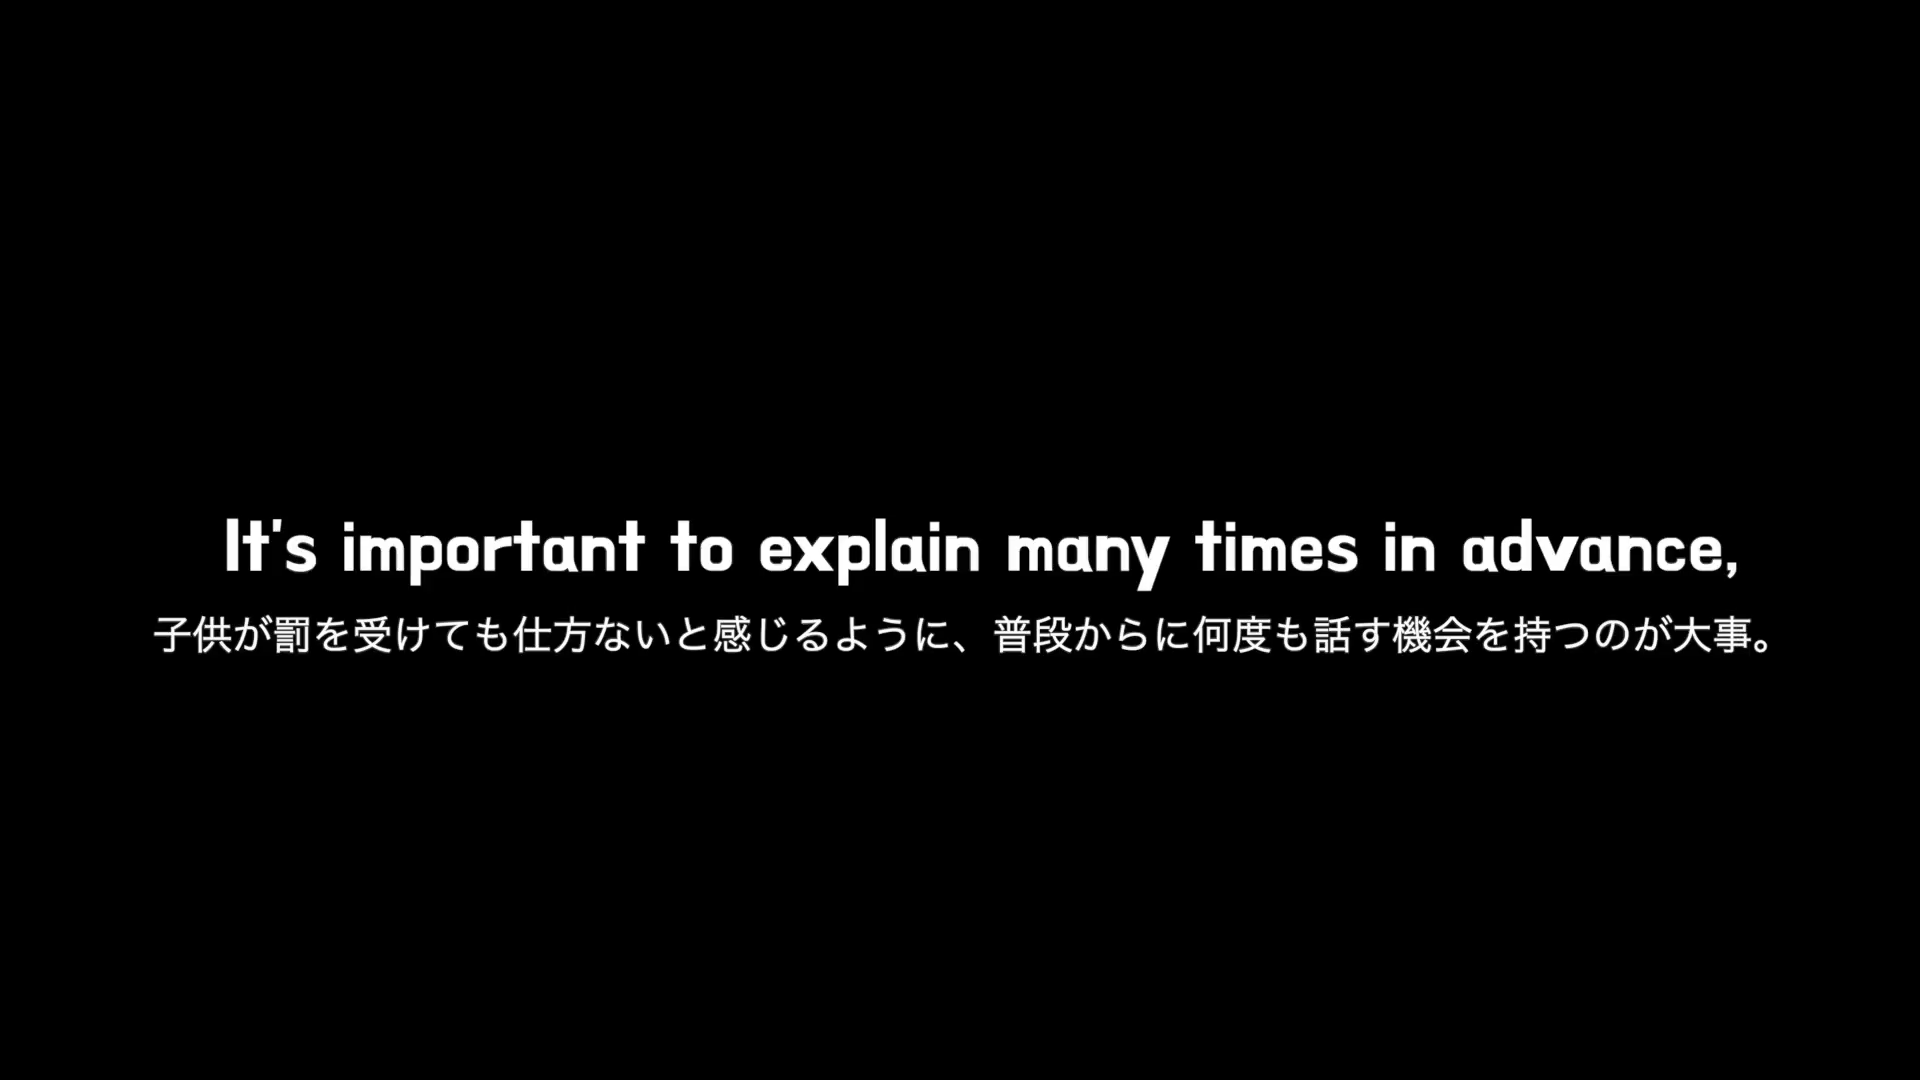 It's important to explain many times in advance,
子供が罰を受けても仕方ないと感じるように、普段からに何度も話す機会を持つのが大事。